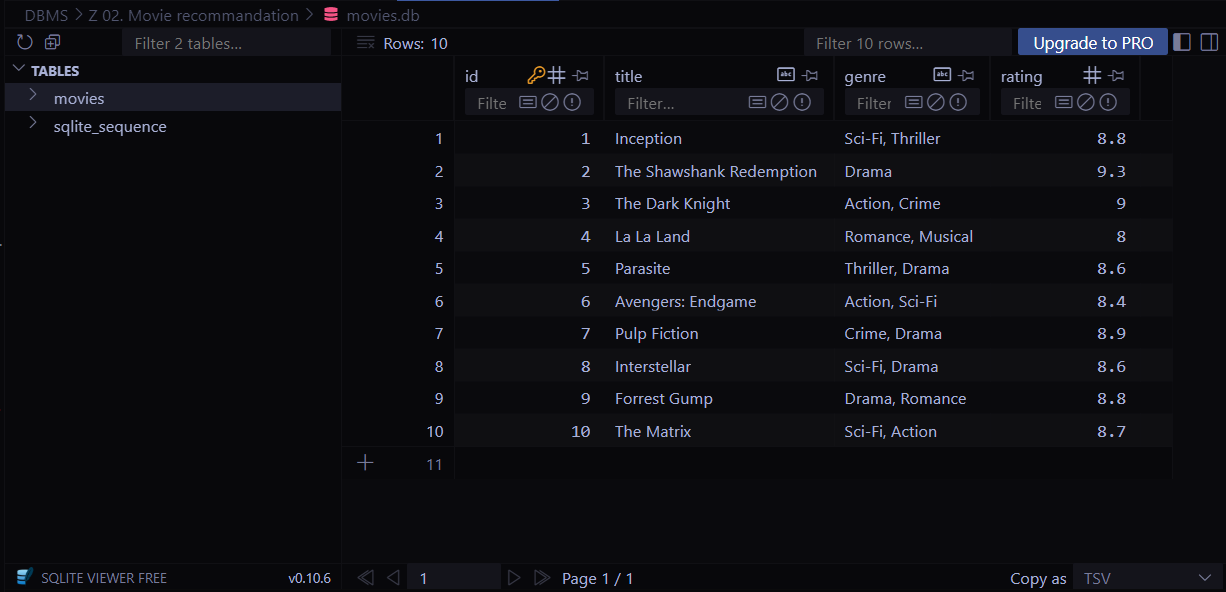 DBMS > Z 02. Movie recommandation > movies.db
Filter 2 tables...
Rows: 10
Filter 10 rows...
Upgrade to PRO
TABLES
movies
sqlite_sequence
id title genre rating
Filte Filter... Filter Filte
1 1 Inception Sci-Fi, Thriller 8.8
2 2 The Shawshank Redemption Drama 9.3
3 3 The Dark Knight Action, Crime 9
4 4 La La Land Romance, Musical 8
5 5 Parasite Thriller, Drama 8.6
6 6 Avengers: Endgame Action, Sci-Fi 8.4
7 7 Pulp Fiction Crime, Drama 8.9
8 8 Interstellar Sci-Fi, Drama 8.6
9 9 Forrest Gump Drama, Romance 8.8
10 10 The Matrix Sci-Fi, Action 8.7
11
SQLITE VIEWER FREE v0.10.6
1 Page 1 / 1
Copy as TSV